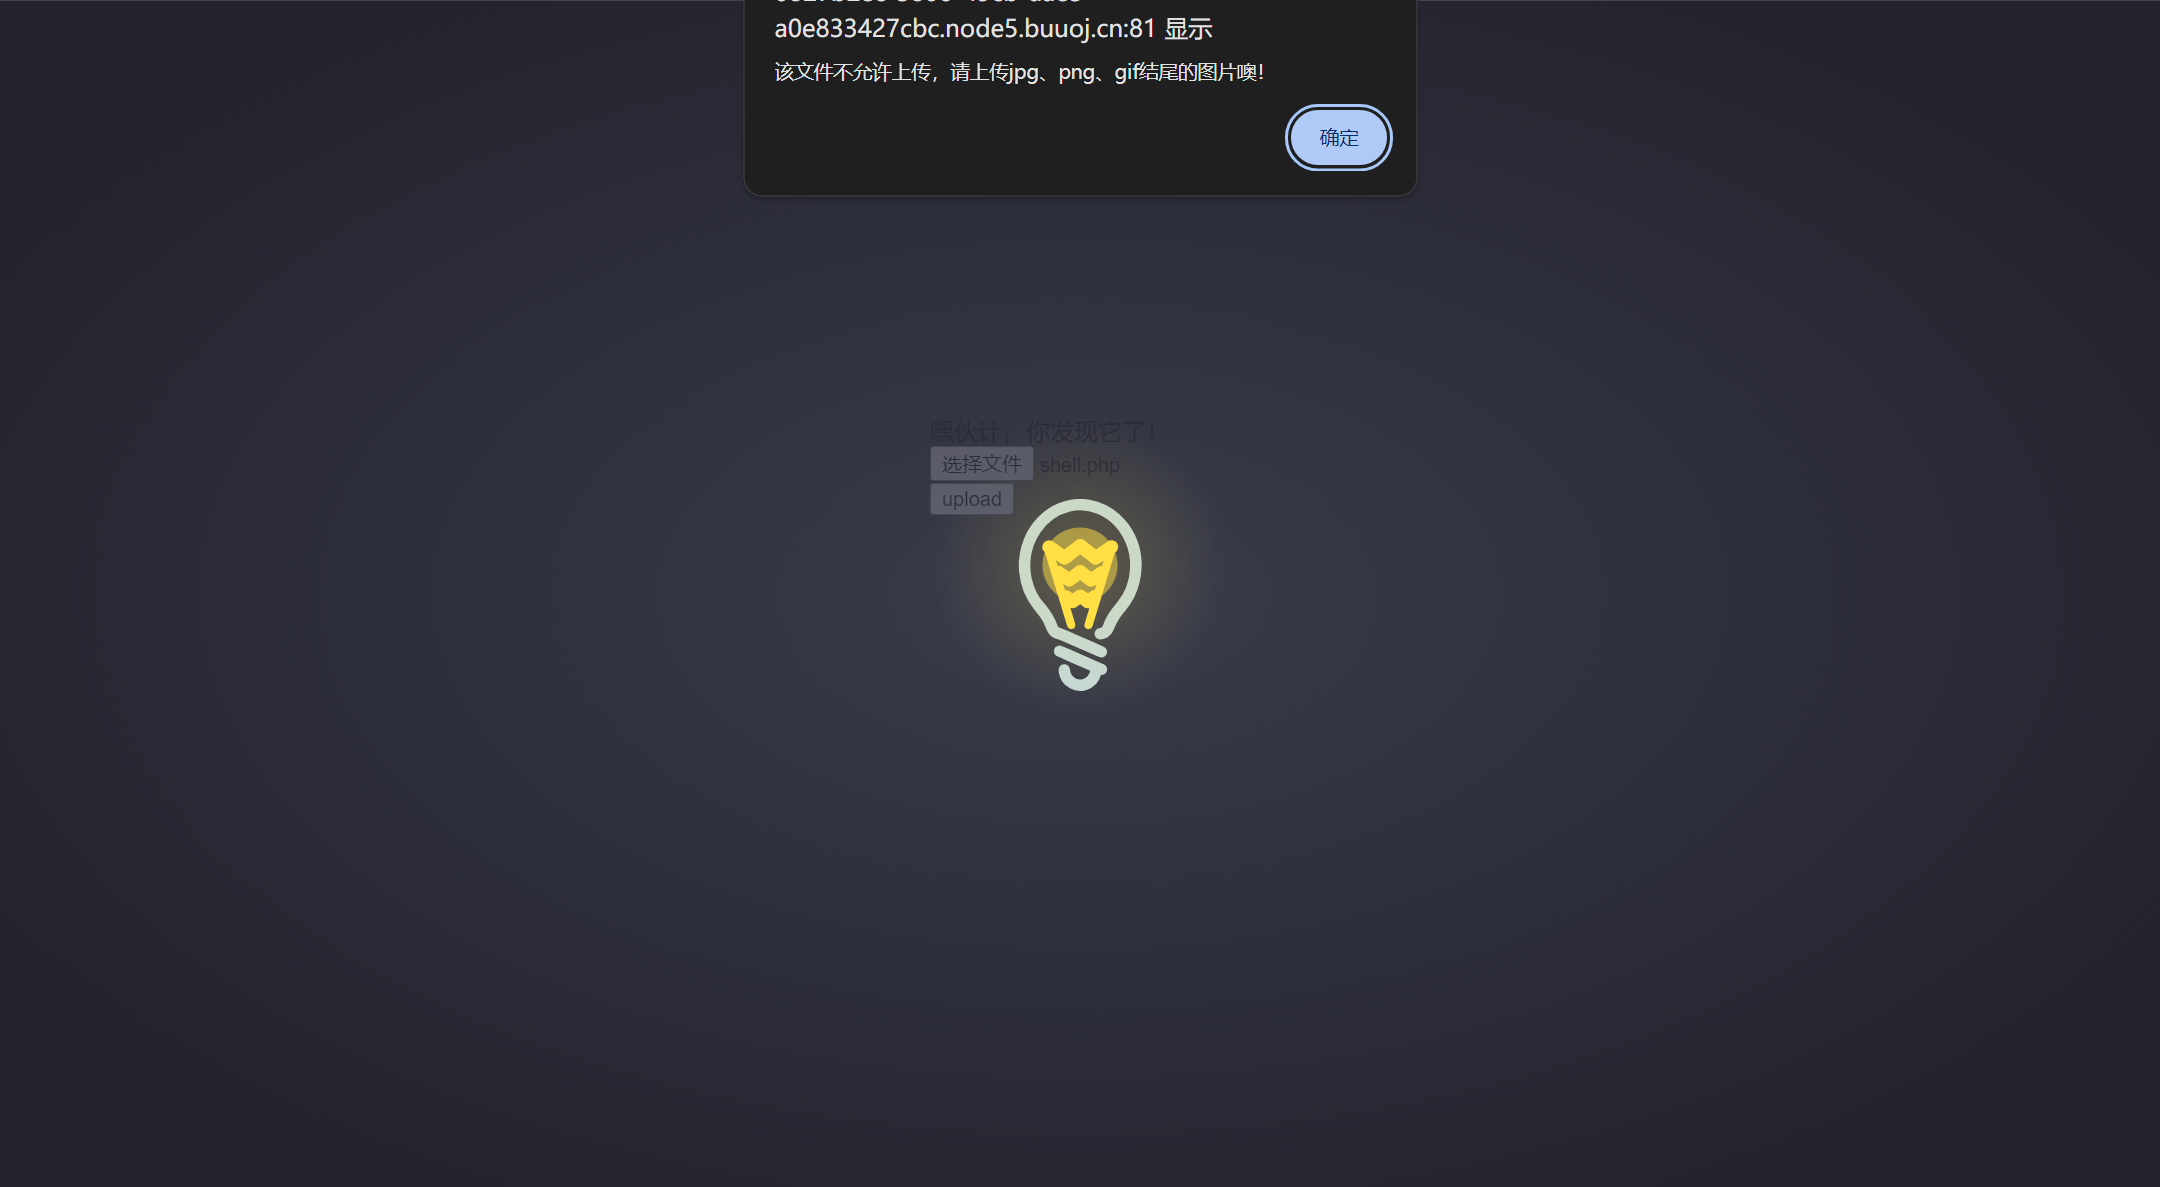 a0e833427cbc.node5.buuoj.cn:81 显示
该文件不允许上传，请上传jpg、png、gif结尾的图片噢！
确定
嘿伙计，你发现它了！
选择文件 shell.php
upload